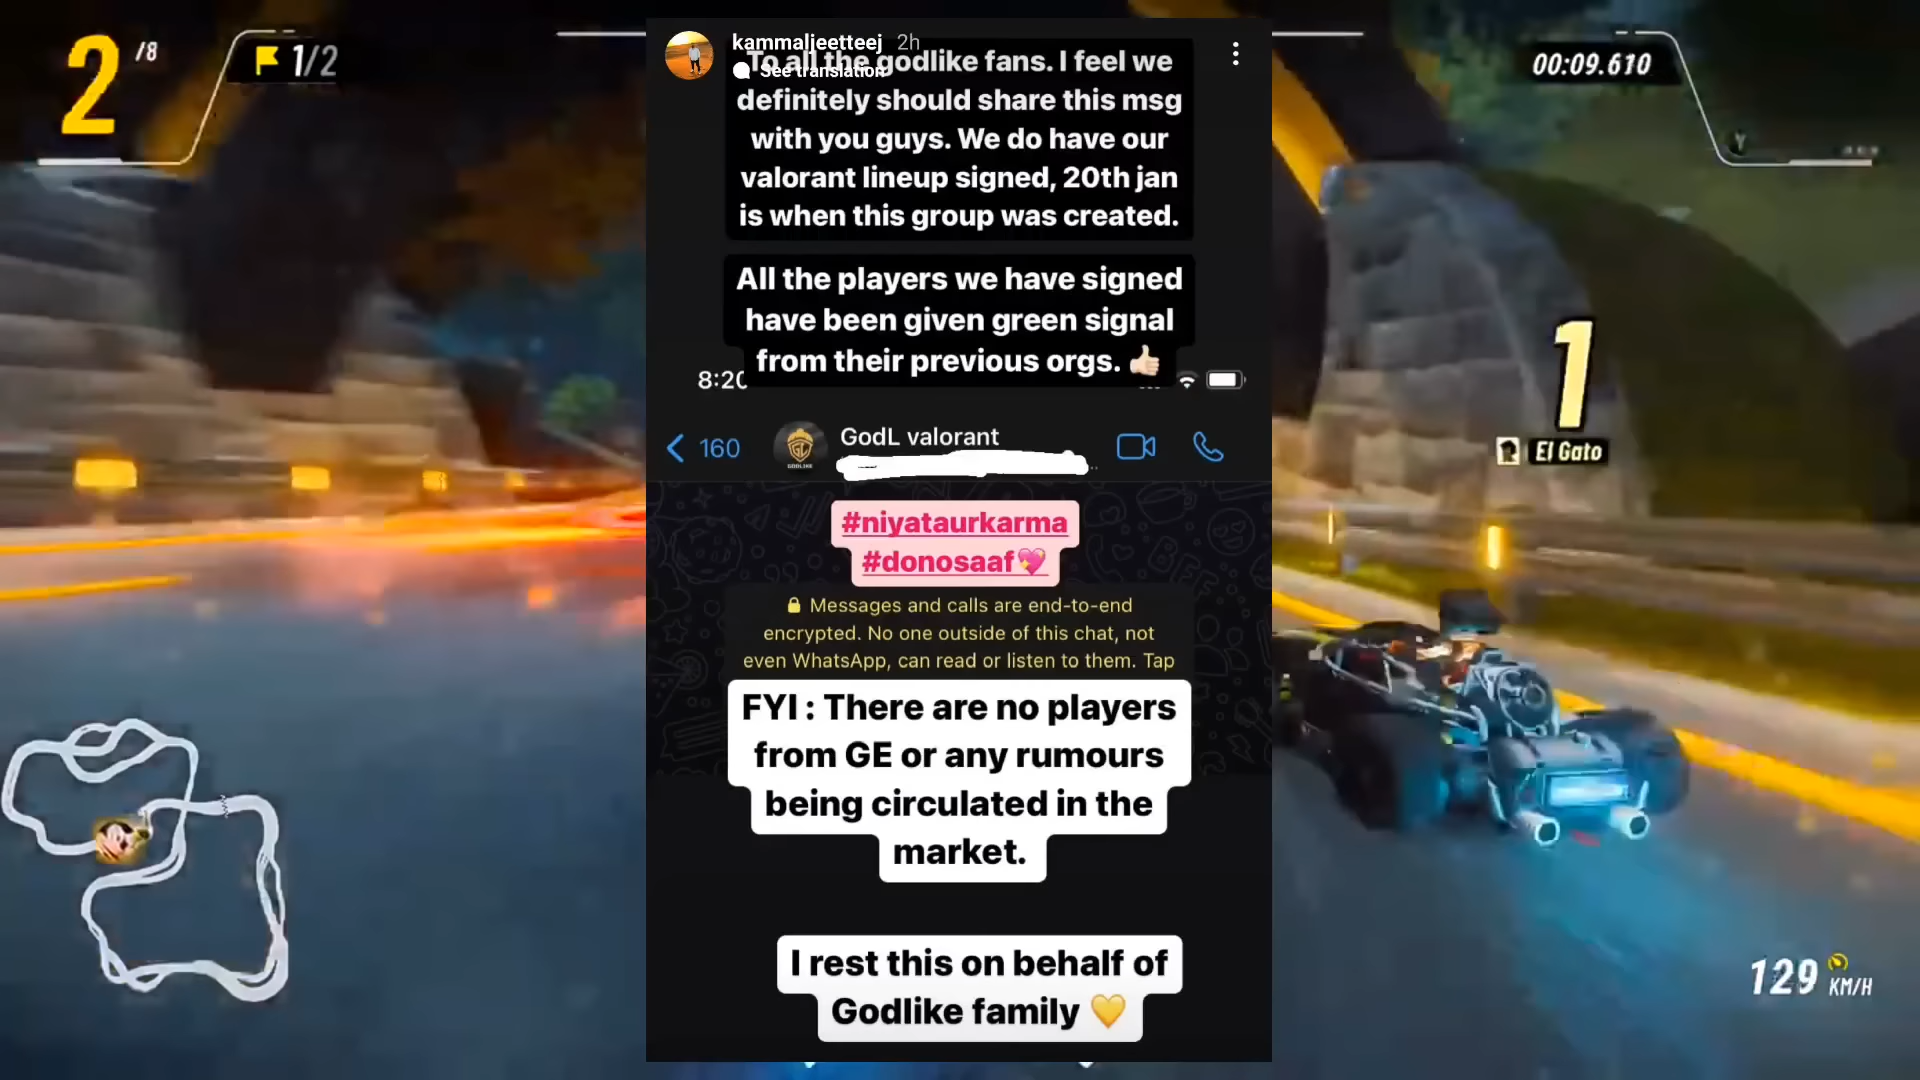 2/8
1/2
00:09.610
kammaljeetteej 2h
See translation
To all the godlike fans. I feel we
definitely should share this msg
with you guys. We do have our
valorant lineup signed, 20th jan
is when this group was created.
All the players we have signed
have been given green signal
from their previous orgs. 👍🏻
8:20
160
GodL valorant
GODLIKE
#niyataurkarma
#donosaaf💖
🔒 Messages and calls are end-to-end
encrypted. No one outside of this chat, not
even WhatsApp, can read or listen to them. Tap
FYI : There are no players
from GE or any rumours
being circulated in the
market.
I rest this on behalf of
Godlike family 💛
1
El Gato
129 KM/H